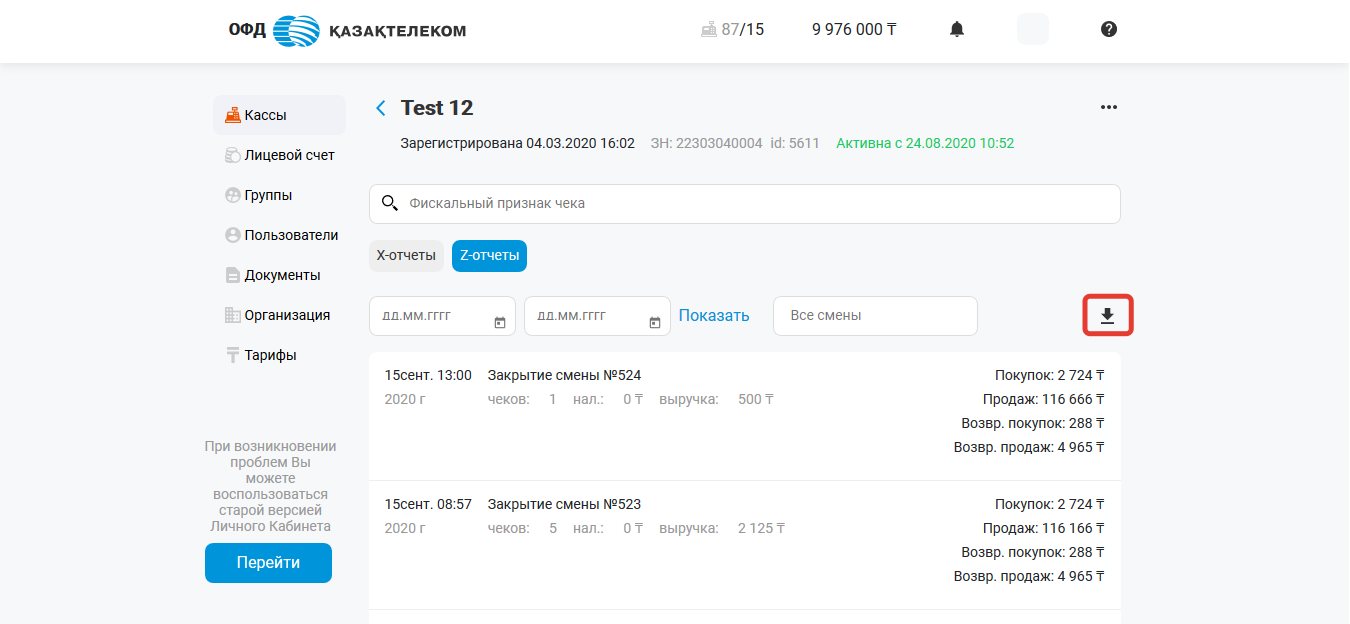 ОФД ҚАЗАҚТЕЛЕКОМ
87/15
9 976 000 ₸
Кассы
Лицевой счет
Группы
Пользователи
Документы
Организация
Тарифы
При возникновении
проблем Вы
можете
воспользоваться
старой версией
Личного Кабинета
Перейти
Test 12
Зарегистрирована 04.03.2020 16:02 ЗН: 22303040004 id: 5611 Активна с 24.08.2020 10:52
Фискальный признак чека
X-отчеты Z-отчеты
дд.мм.гггг дд.мм.гггг Показать Все смены
15сент. 13:00 Закрытие смены №524 Покупок: 2 724 ₸
2020 г чеков: 1 нал.: 0 ₸ выручка: 500 ₸ Продаж: 116 666 ₸
Возвр. покупок: 288 ₸
Возвр. продаж: 4 965 ₸
15сент. 08:57 Закрытие смены №523 Покупок: 2 724 ₸
2020 г чеков: 5 нал.: 0 ₸ выручка: 2 125 ₸ Продаж: 116 166 ₸
Возвр. покупок: 288 ₸
Возвр. продаж: 4 965 ₸